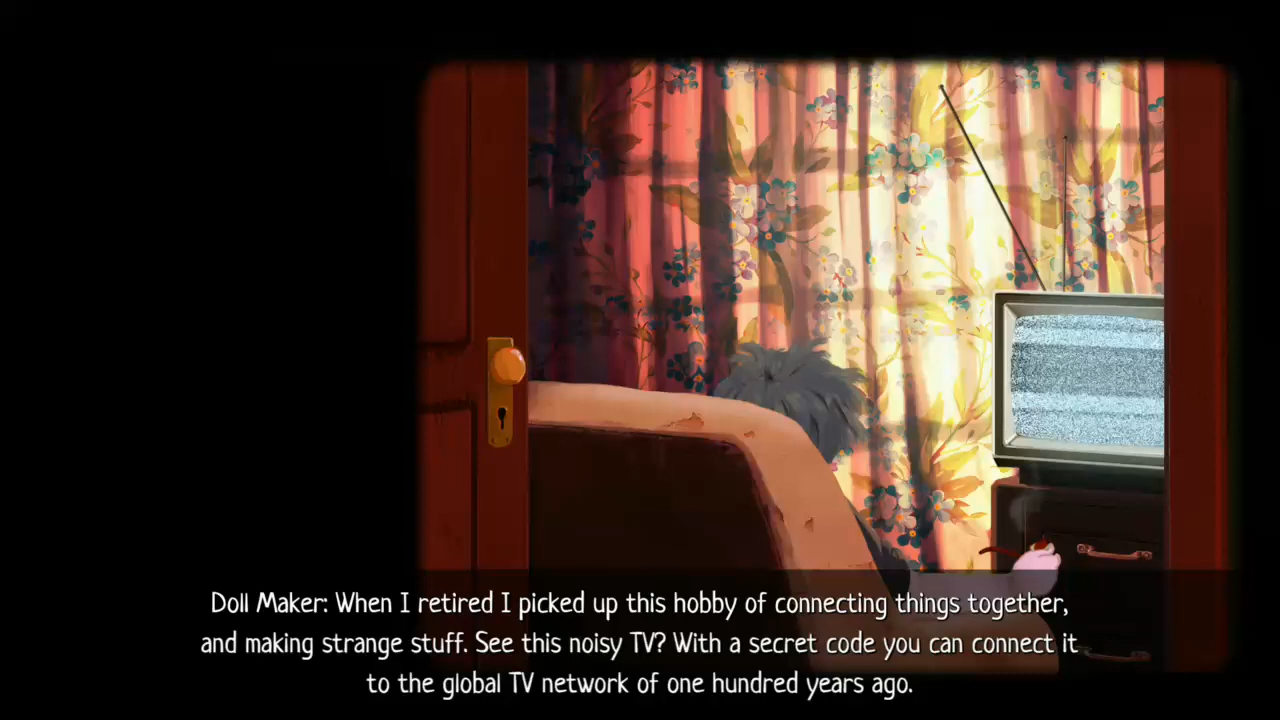 Doll Maker: When I retired I picked up this hobby of connecting things together,
and making strange stuff. See this noisy TV? With a secret code you can connect it
to the global TV network of one hundred years ago.